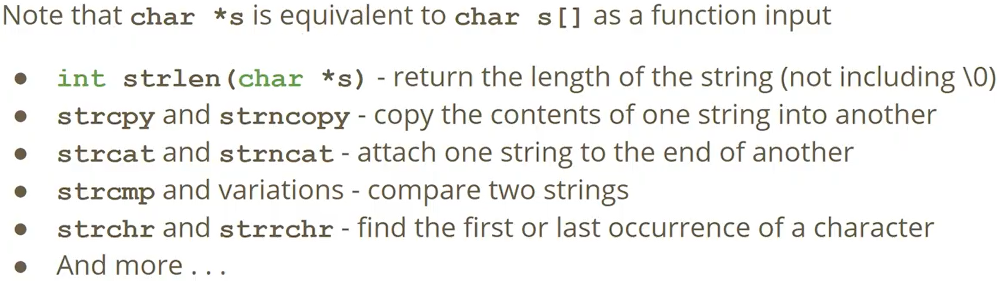 Note that char *s is equivalent to char s[] as a function input
● int strlen(char *s) - return the length of the string (not including \0)
● strcpy and strncopy - copy the contents of one string into another
● strcat and strncat - attach one string to the end of another
● strcmp and variations - compare two strings
● strchr and strrchr - find the first or last occurrence of a character
● And more . . .